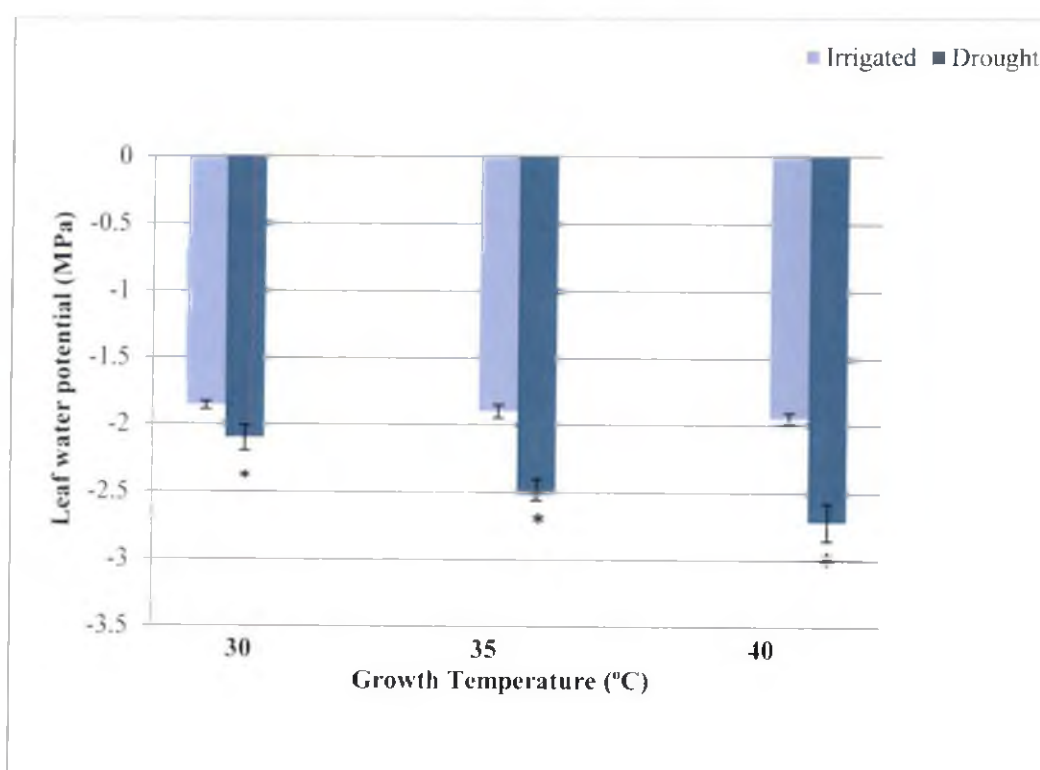 Irrigated Drought
0
-0.5
-1
-1.5
-2
-2.5
-3
-3.5
Leaf water potential (MPa)
*
*
*
30 35 40
Growth Temperature (ºC)